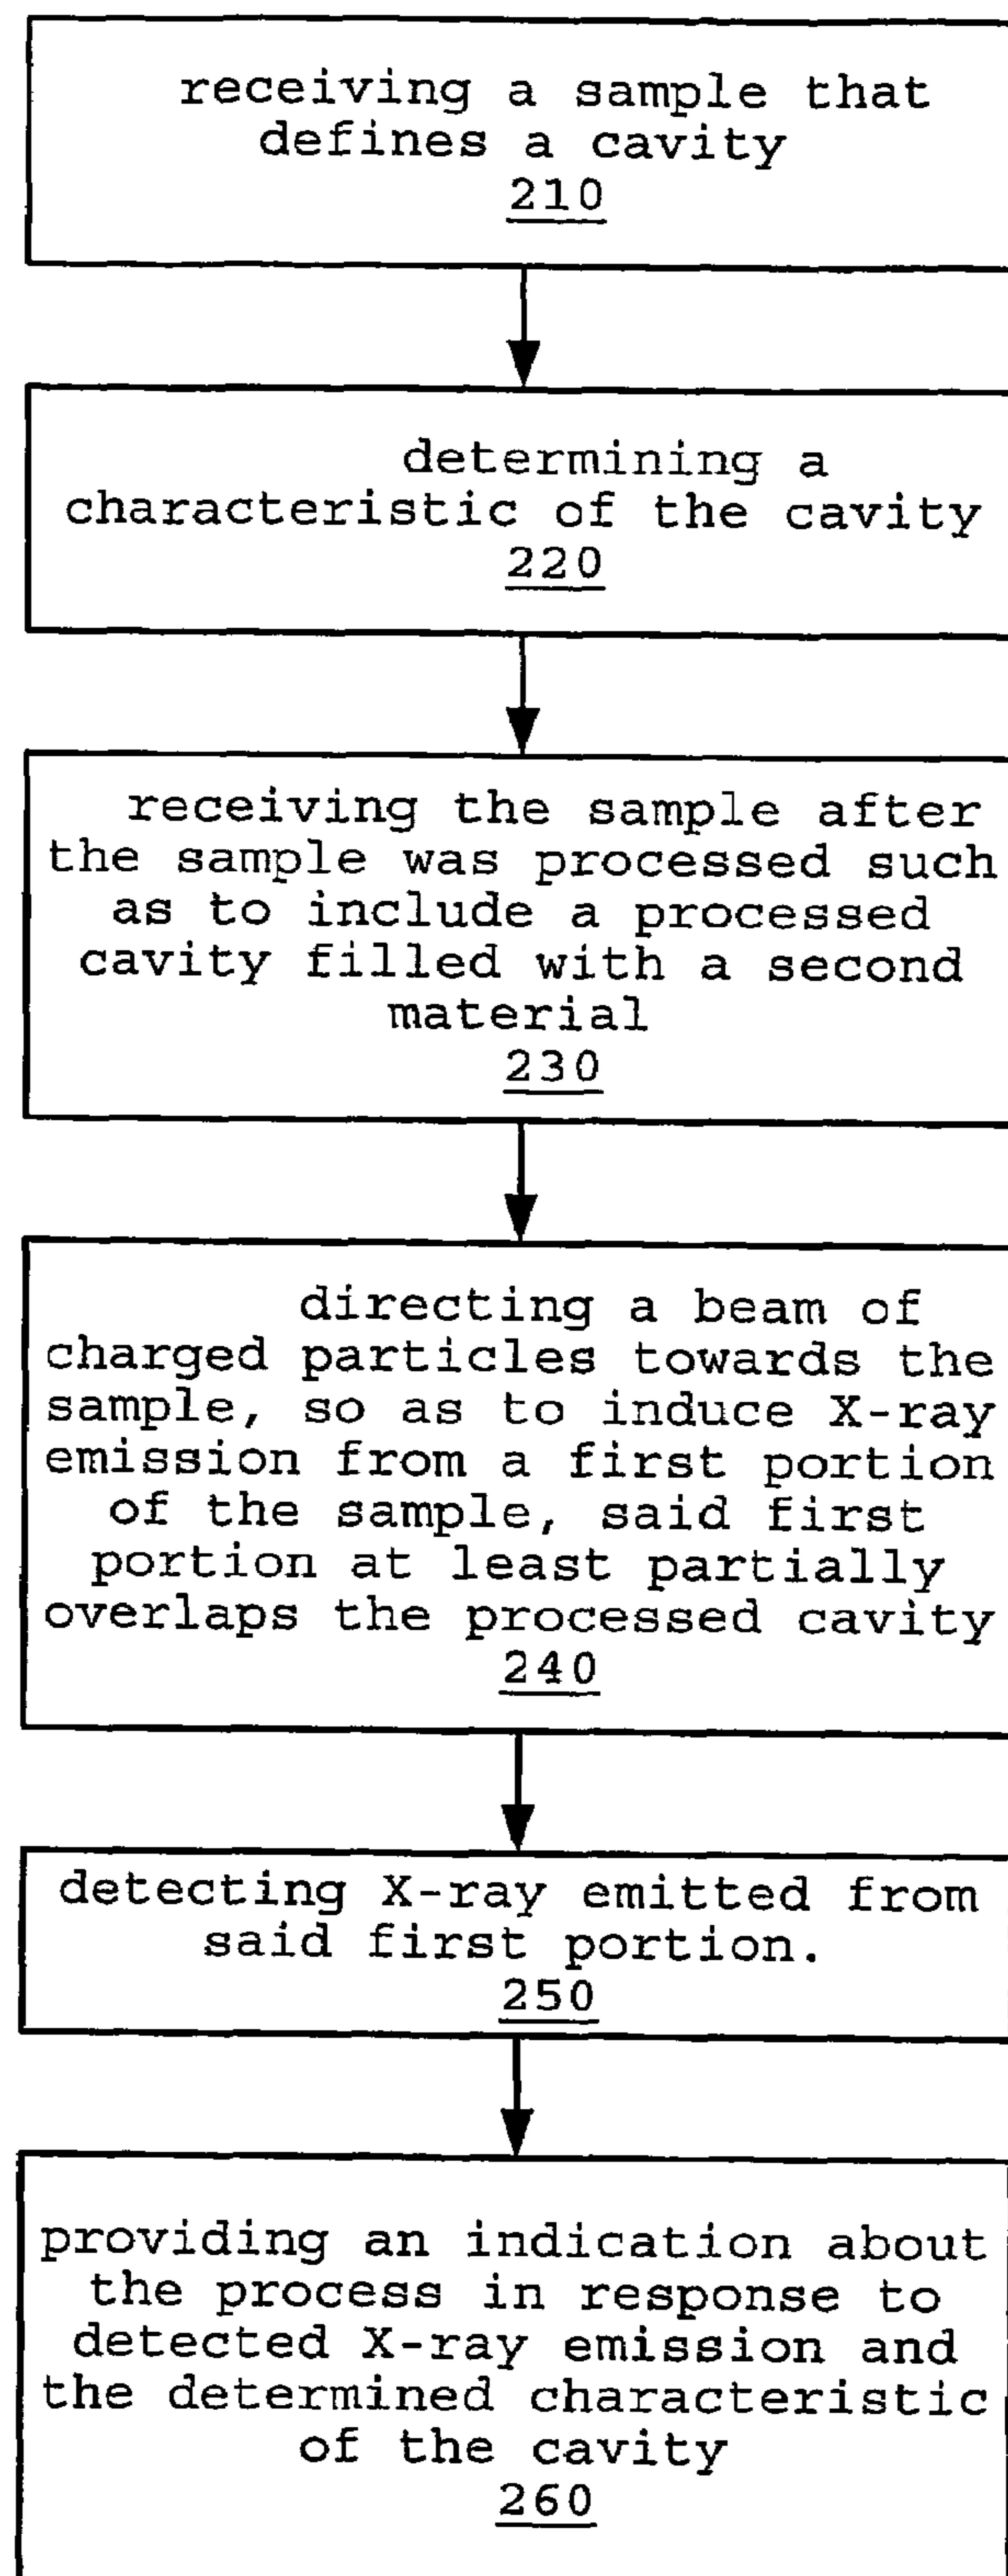 receiving a sample that
defines a cavity
210
determining a
characteristic of the cavity
220
receiving the sample after
the sample was processed such
as to include a processed
cavity filled with a second
material
230
directing a beam of
charged particles towards the
sample, so as to induce X-ray
emission from a first portion
of the sample, said first
portion at least partially
overlaps the processed cavity
240
detecting X-ray emitted from
said first portion.
250
providing an indication about
the process in response to
detected X-ray emission and
the determined characteristic
of the cavity
260